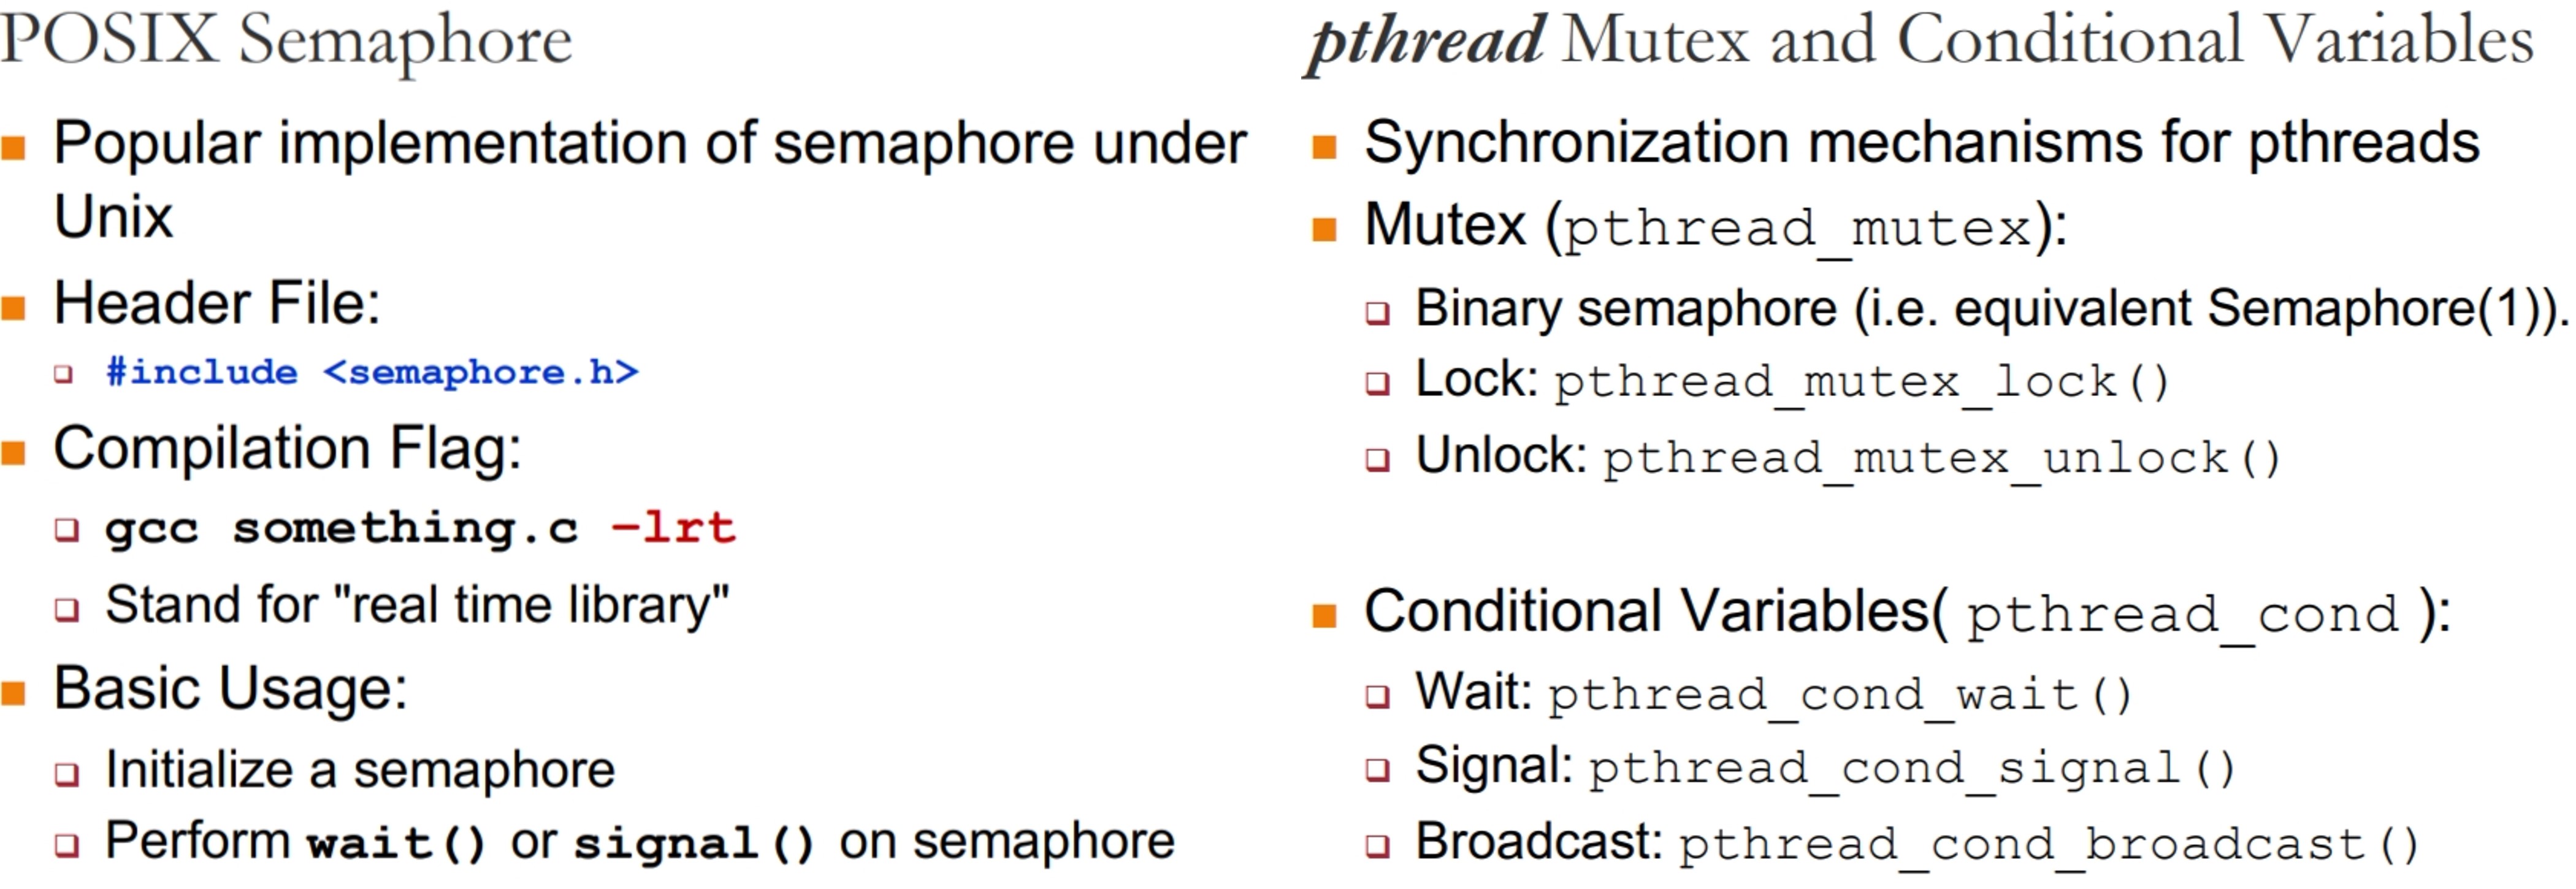 POSIX Semaphore
Popular implementation of semaphore under
Unix
Header File:
#include <semaphore.h>
Compilation Flag:
gcc something.c –lrt
Stand for "real time library"
Basic Usage:
Initialize a semaphore
Perform wait() or signal() on semaphore
pthread Mutex and Conditional Variables
Synchronization mechanisms for pthreads
Mutex (pthread_mutex):
Binary semaphore (i.e. equivalent Semaphore(1)).
Lock: pthread_mutex_lock()
Unlock: pthread_mutex_unlock()
Conditional Variables( pthread_cond ):
Wait: pthread_cond_wait()
Signal: pthread_cond_signal()
Broadcast: pthread_cond_broadcast()